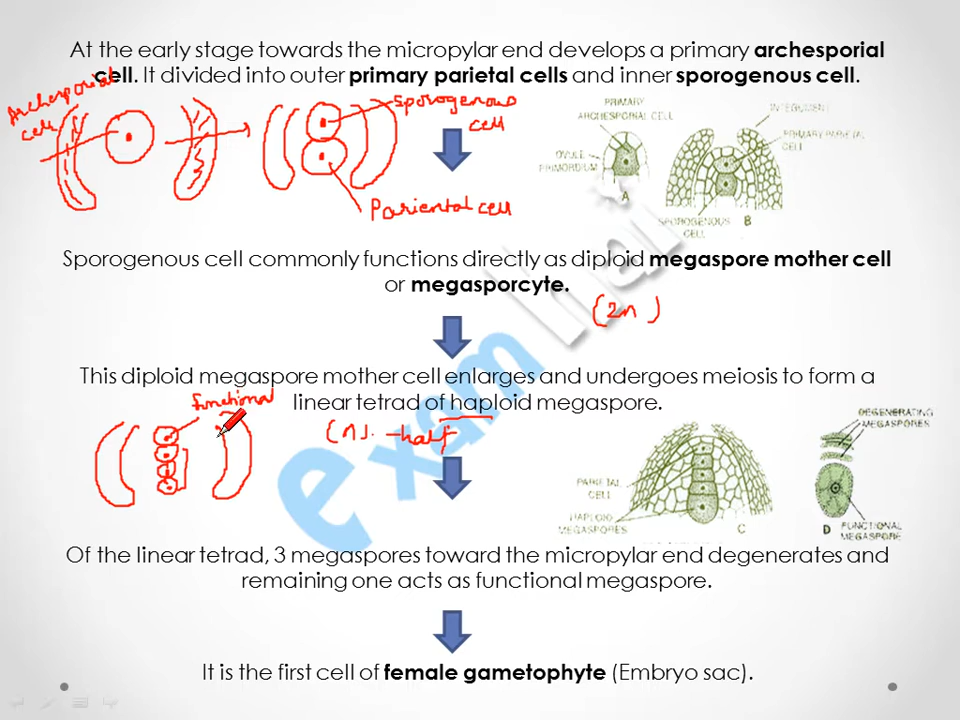 At the early stage towards the micropylar end develops a primary archesporial
cell. It divided into outer primary parietal cells and inner sporogenous cell.
Archesporial
cell
Sporogenous
cell
Pariental cell
PRIMARY
ARCHESPORIAL CELL
OVULE
PRIMORDIUM
A
INTEGUMENT
PRIMARY PARIETAL
CELL
SPOROGENOUS
CELL
B
Sporogenous cell commonly functions directly as diploid megaspore mother cell
or megasporcyte.
(2n)
This diploid megaspore mother cell enlarges and undergoes meiosis to form a
linear tetrad of haploid megaspore.
functional
(n). -half
PARIETAL
CELL
HAPLOID
MEGASPORES
C
DEGENERATING
MEGASPORES
D
FUNCTIONAL
MEGASPORE
Of the linear tetrad, 3 megaspores toward the micropylar end degenerates and
remaining one acts as functional megaspore.
It is the first cell of female gametophyte (Embryo sac).
exam hai